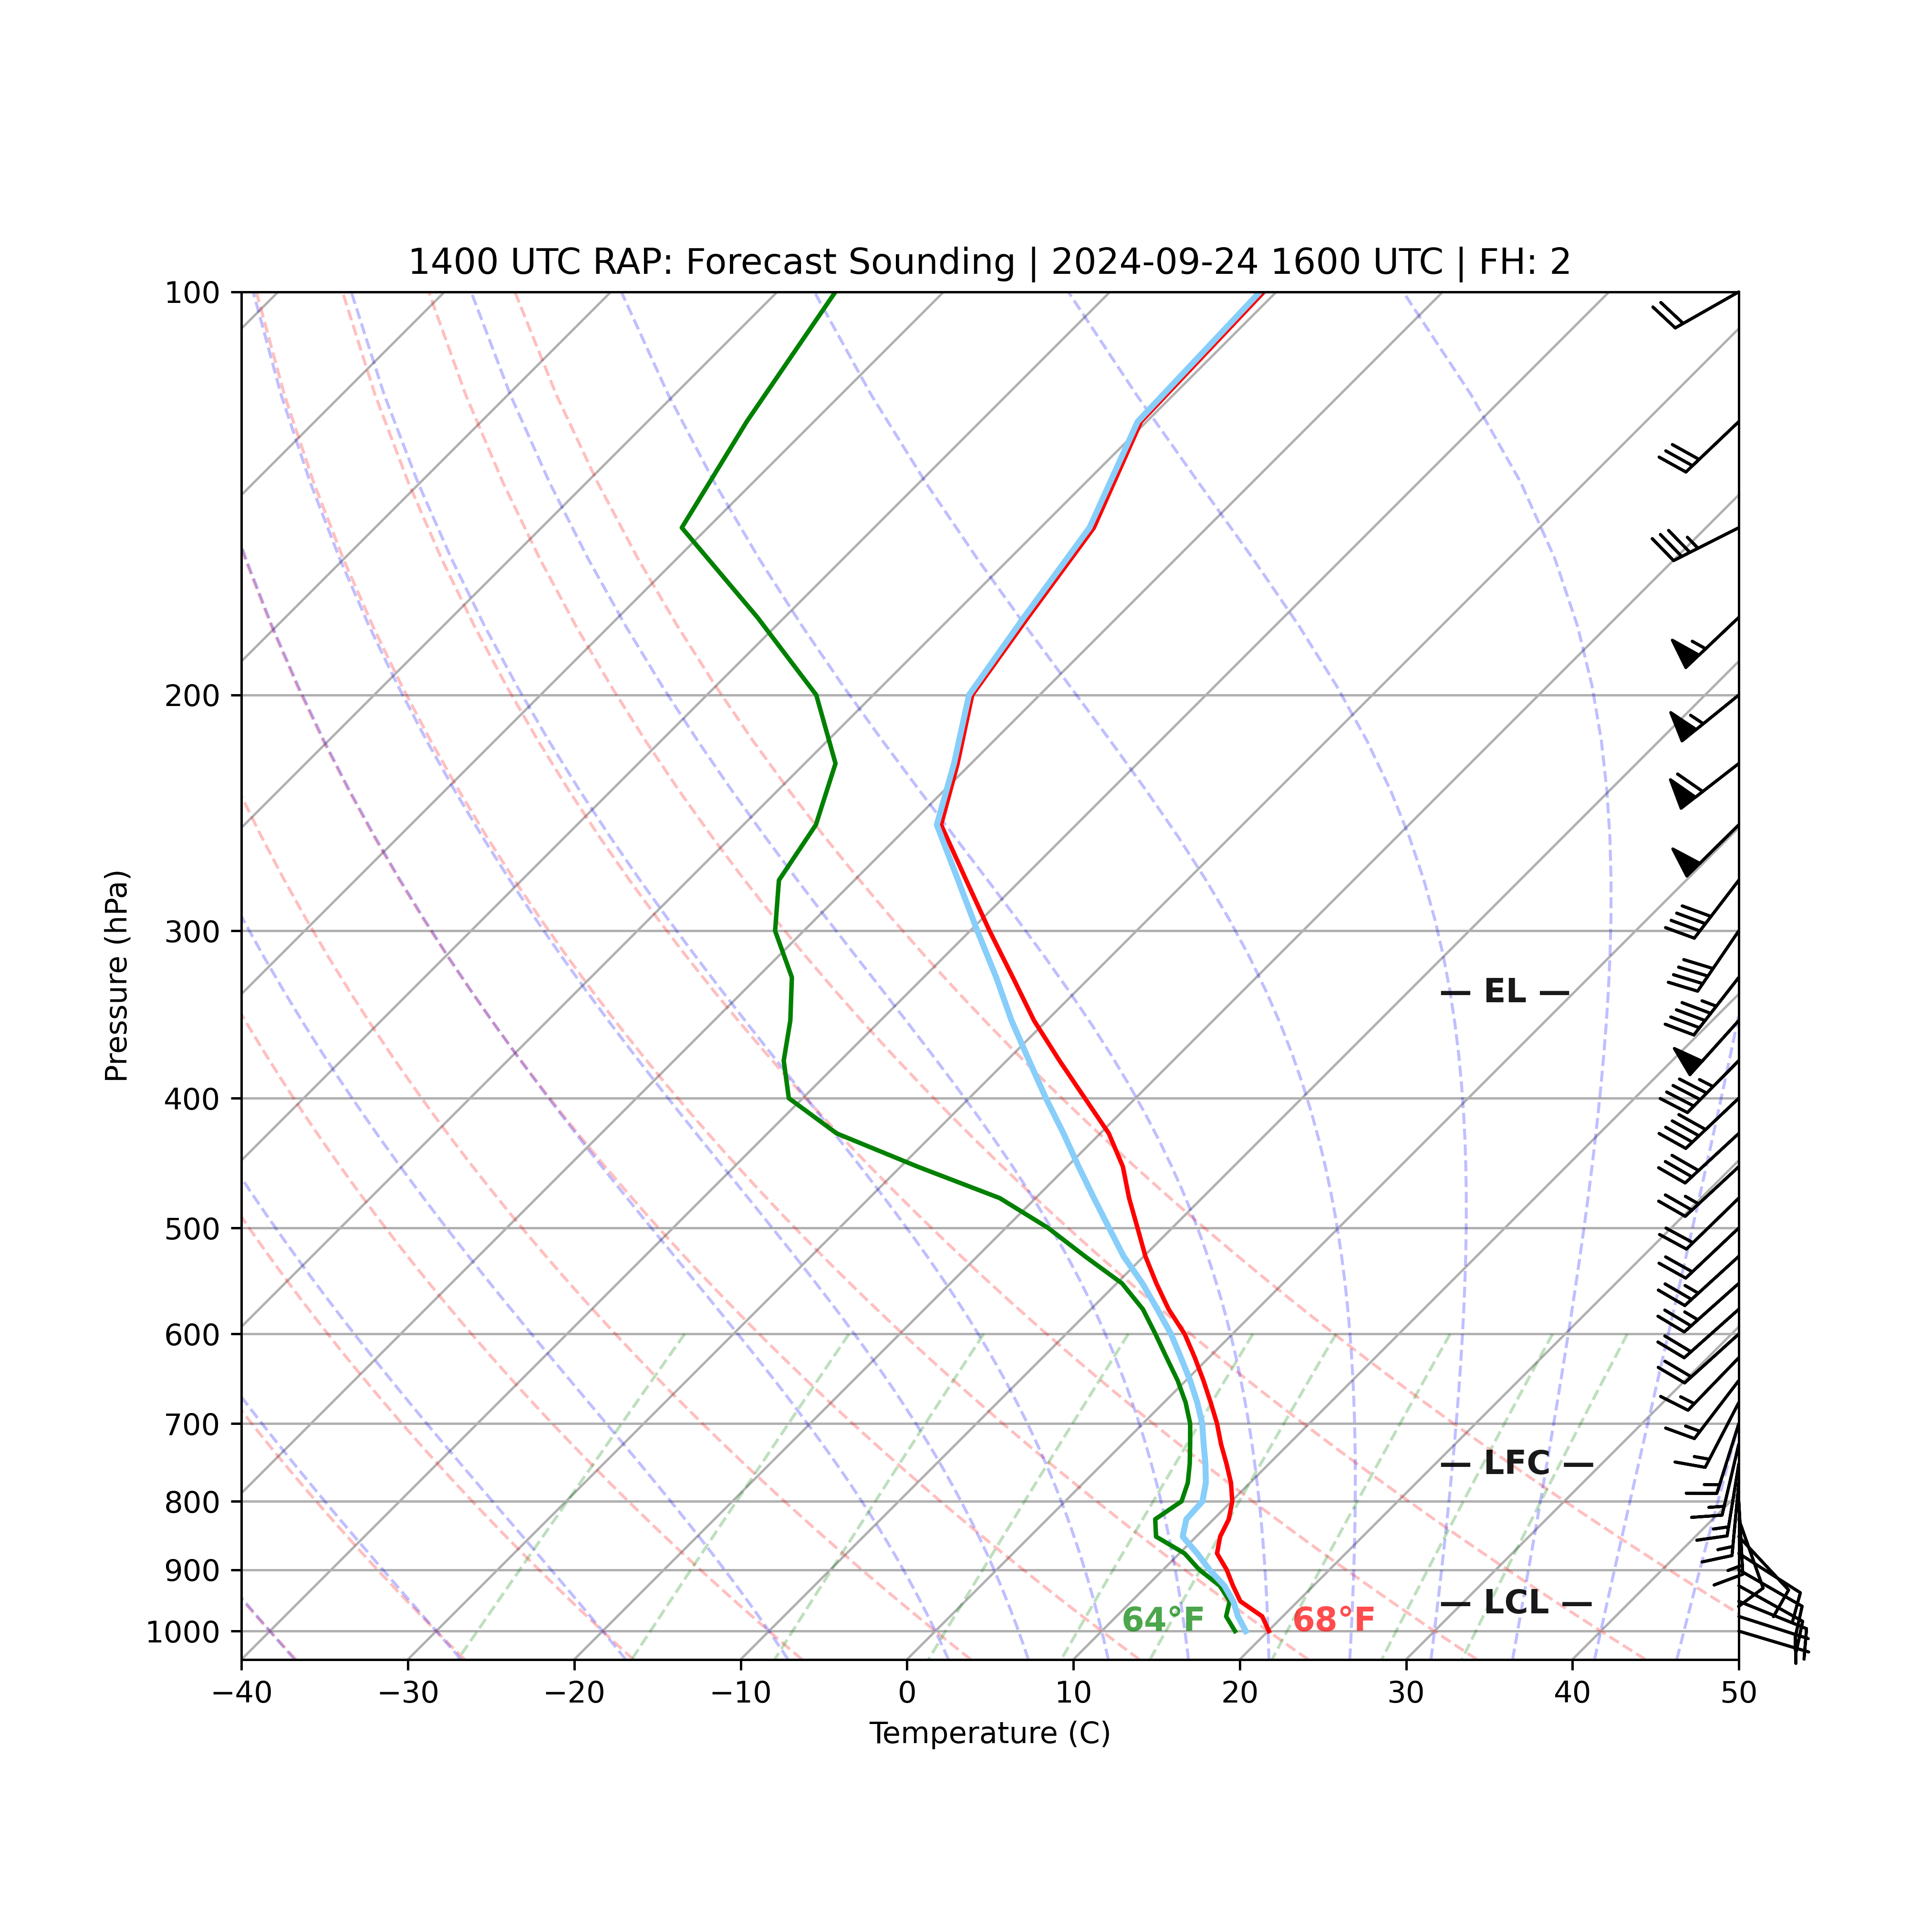 1400 UTC RAP: Forecast Sounding | 2024-09-24 1600 UTC | FH: 2
100
200
300
400
500
600
700
800
900
1000
Pressure (hPa)
— EL —
— LFC —
— LCL —
64°F
68°F
−40 −30 −20 −10 0 10 20 30 40 50
Temperature (C)